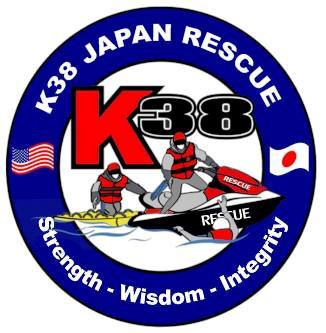 K38 JAPAN RESCUE
K38
RESCUE
RESCUE
Strength - Wisdom - Integrity